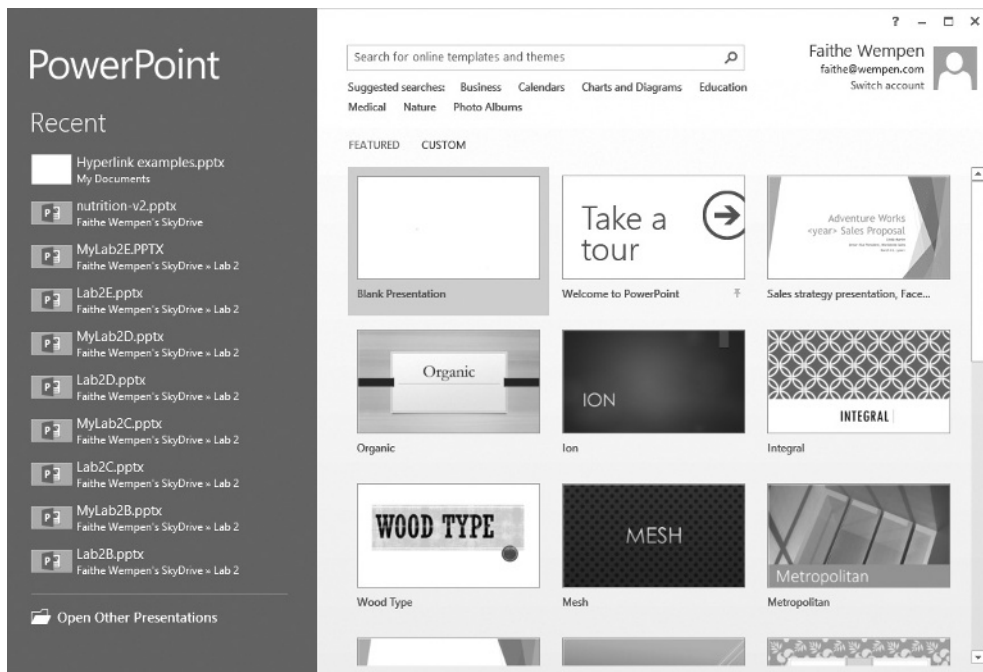 PowerPoint
Recent
Hyperlink examples.pptx
My Documents
nutrition-v2.pptx
Faithe Wempen's SkyDrive
MyLab2E.PPTX
Faithe Wempen's SkyDrive » Lab 2
Lab2E.pptx
Faithe Wempen's SkyDrive » Lab 2
MyLab2D.pptx
Faithe Wempen's SkyDrive » Lab 2
Lab2D.pptx
Faithe Wempen's SkyDrive » Lab 2
MyLab2C.pptx
Faithe Wempen's SkyDrive » Lab 2
Lab2C.pptx
Faithe Wempen's SkyDrive » Lab 2
MyLab2B.pptx
Faithe Wempen's SkyDrive » Lab 2
Lab2B.pptx
Faithe Wempen's SkyDrive » Lab 2
Open Other Presentations
Search for online templates and themes
Faithe Wempen
faithe@wempen.com
Switch account
Suggested searches: Business Calendars Charts and Diagrams Education
Medical Nature Photo Albums
FEATURED CUSTOM
Take a
tour
Adventure Works
<year> Sales Proposal
Blank Presentation
Welcome to PowerPoint
Sales strategy presentation, Face...
Organic
ION
INTEGRAL
Organic
Ion
Integral
WOOD TYPE
MESH
Metropolitan
Wood Type
Mesh
Metropolitan